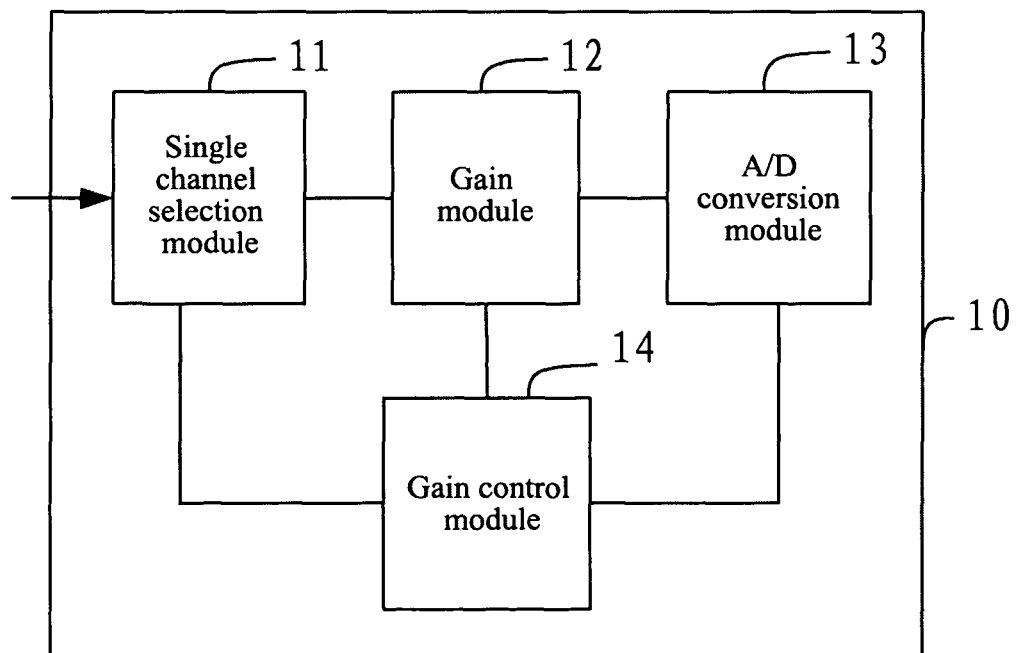 11
12
13
Single
channel
selection
module
Gain
module
A/D
conversion
module
10
14
Gain control
module